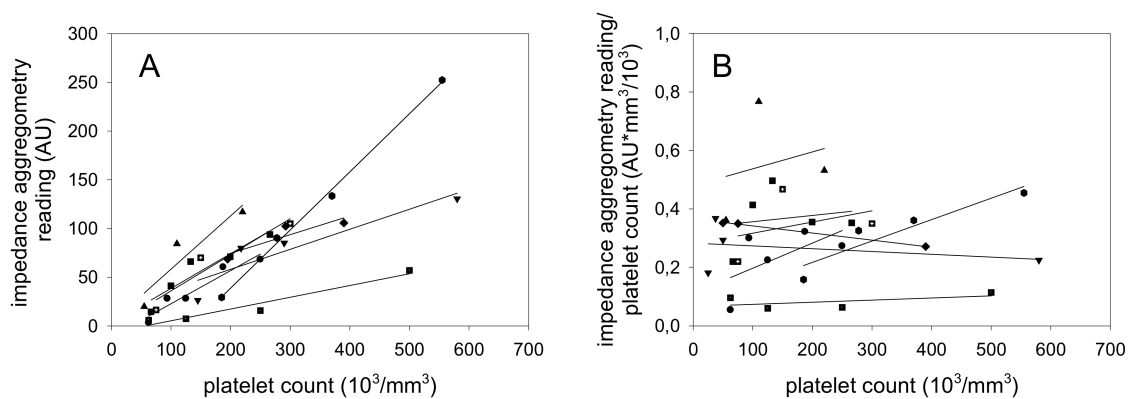 A
impedance aggregometry
reading (AU)
300
250
200
150
100
50
0
0 100 200 300 400 500 600 700
platelet count (10³/mm³)
B
impedance aggregometry reading/
platelet count (AU*mm³/10³)
1,0
0,8
0,6
0,4
0,2
0,0
0 100 200 300 400 500 600 700
platelet count (10³/mm³)